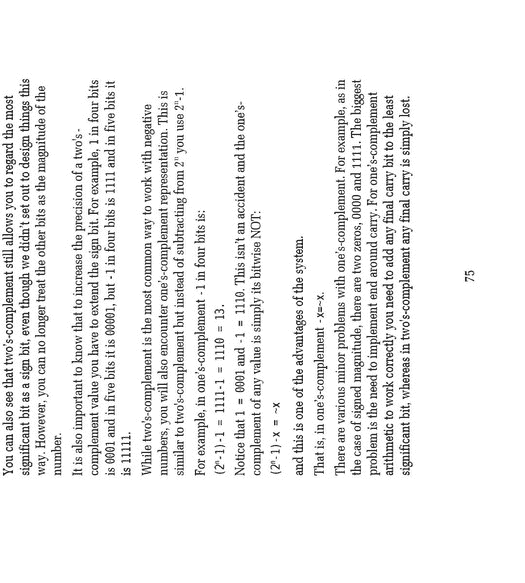 You can also see that two's-complement still allows you to regard the most
significant bit as a sign bit, even though we didn't set out to design things this
way. However, you can no longer treat the other bits as the magnitude of the
number.
It is also important to know that to increase the precision of a two's-
complement value you have to extend the sign bit. For example, 1 in four bits
is 0001 and in five bits it is 00001, but -1 in four bits is 1111 and in five bits it
is 11111.
While two's-complement is the most common way to work with negative
numbers, you will also encounter one's-complement representation. This is
similar to two's-complement but instead of subtracting from 2ⁿ you use 2ⁿ-1.
For example, in one's-complement -1 in four bits is:
(2ⁿ-1)-1 = 1111-1 = 1110 = 13.
Notice that 1 = 0001 and -1 = 1110. This isn't an accident and the one's-
complement of any value is simply its bitwise NOT:
(2ⁿ-1)-x = ~x
and this is one of the advantages of the system.
That is, in one's-complement -x=~x.
There are various minor problems with one's-complement. For example, as in
the case of signed magnitude, there are two zeros, 0000 and 1111. The biggest
problem is the need to implement end around carry. For one's-complement
arithmetic to work correctly you need to add any final carry bit to the least
significant bit, whereas in two's-complement any final carry is simply lost.
75